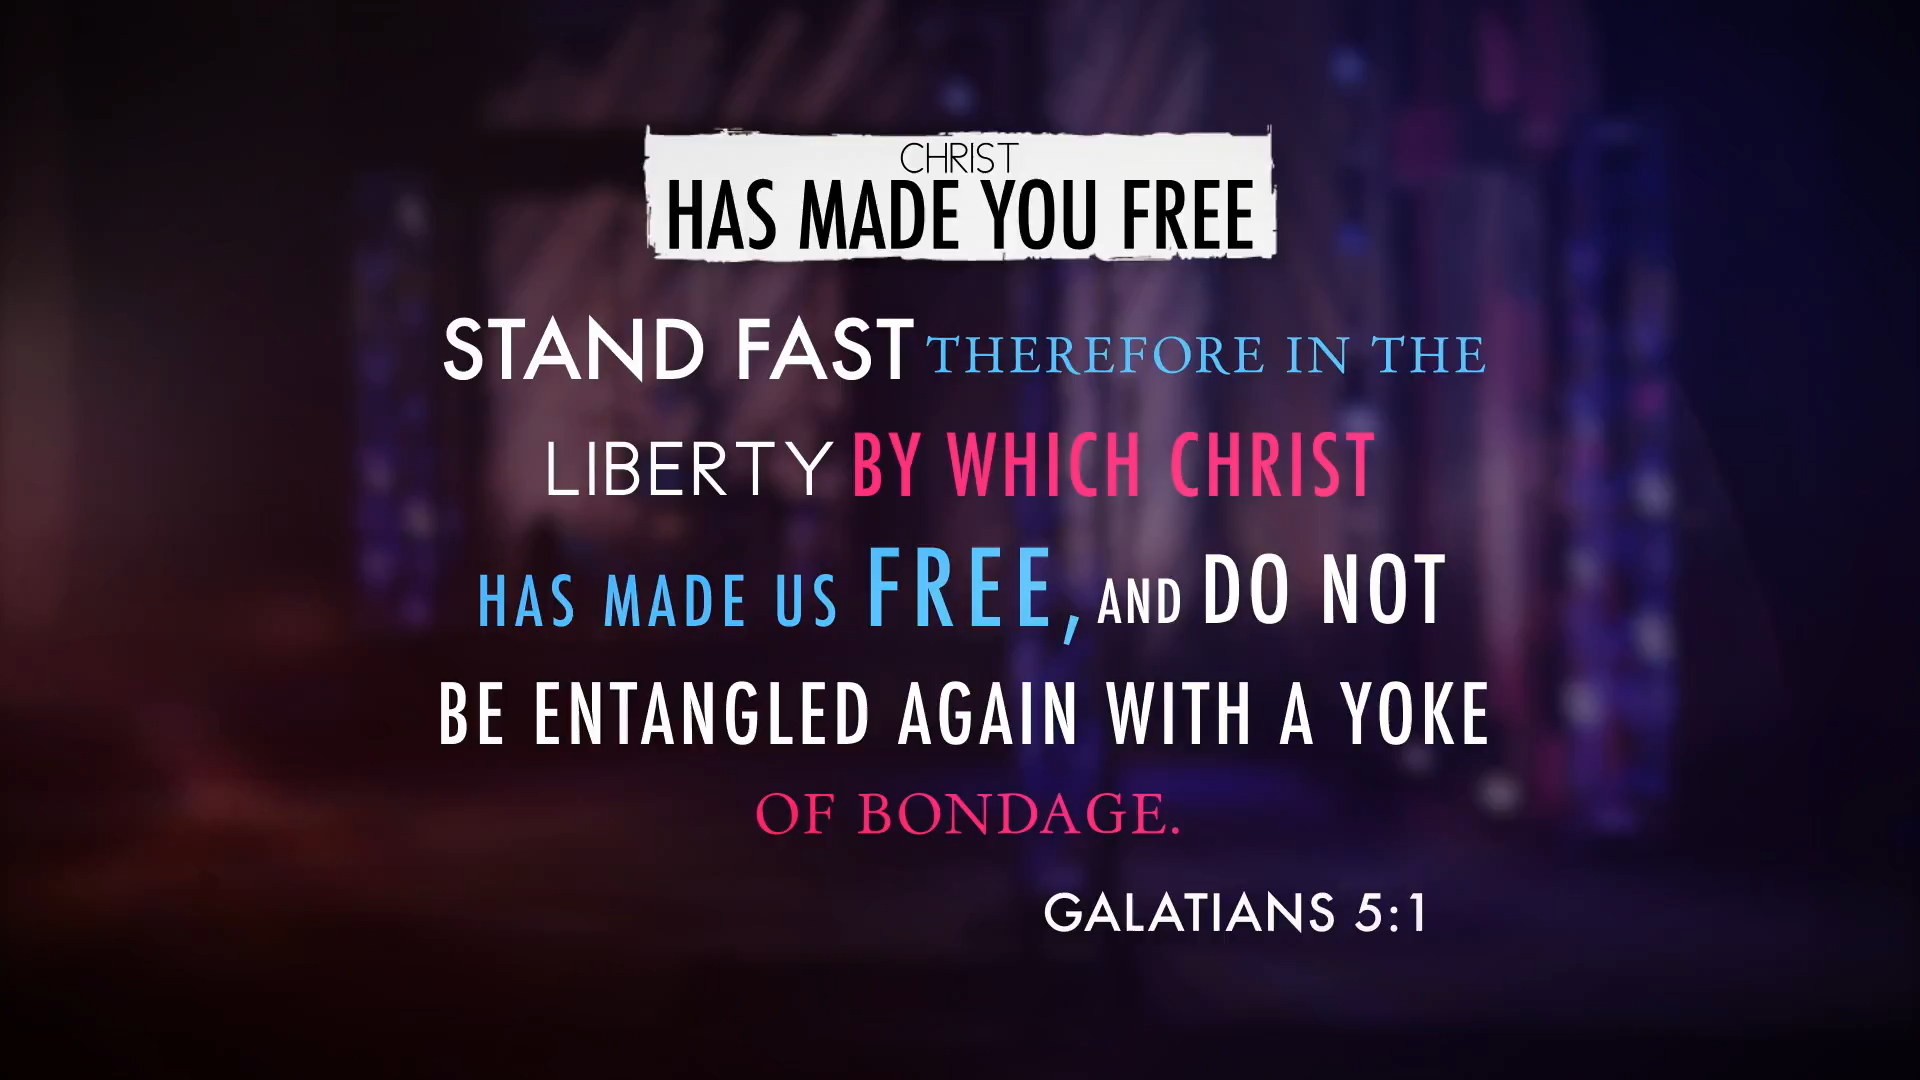 CHRIST
HAS MADE YOU FREE
STAND FAST THEREFORE IN THE
LIBERTY BY WHICH CHRIST
HAS MADE US FREE, AND DO NOT
BE ENTANGLED AGAIN WITH A YOKE
OF BONDAGE.
GALATIANS 5:1